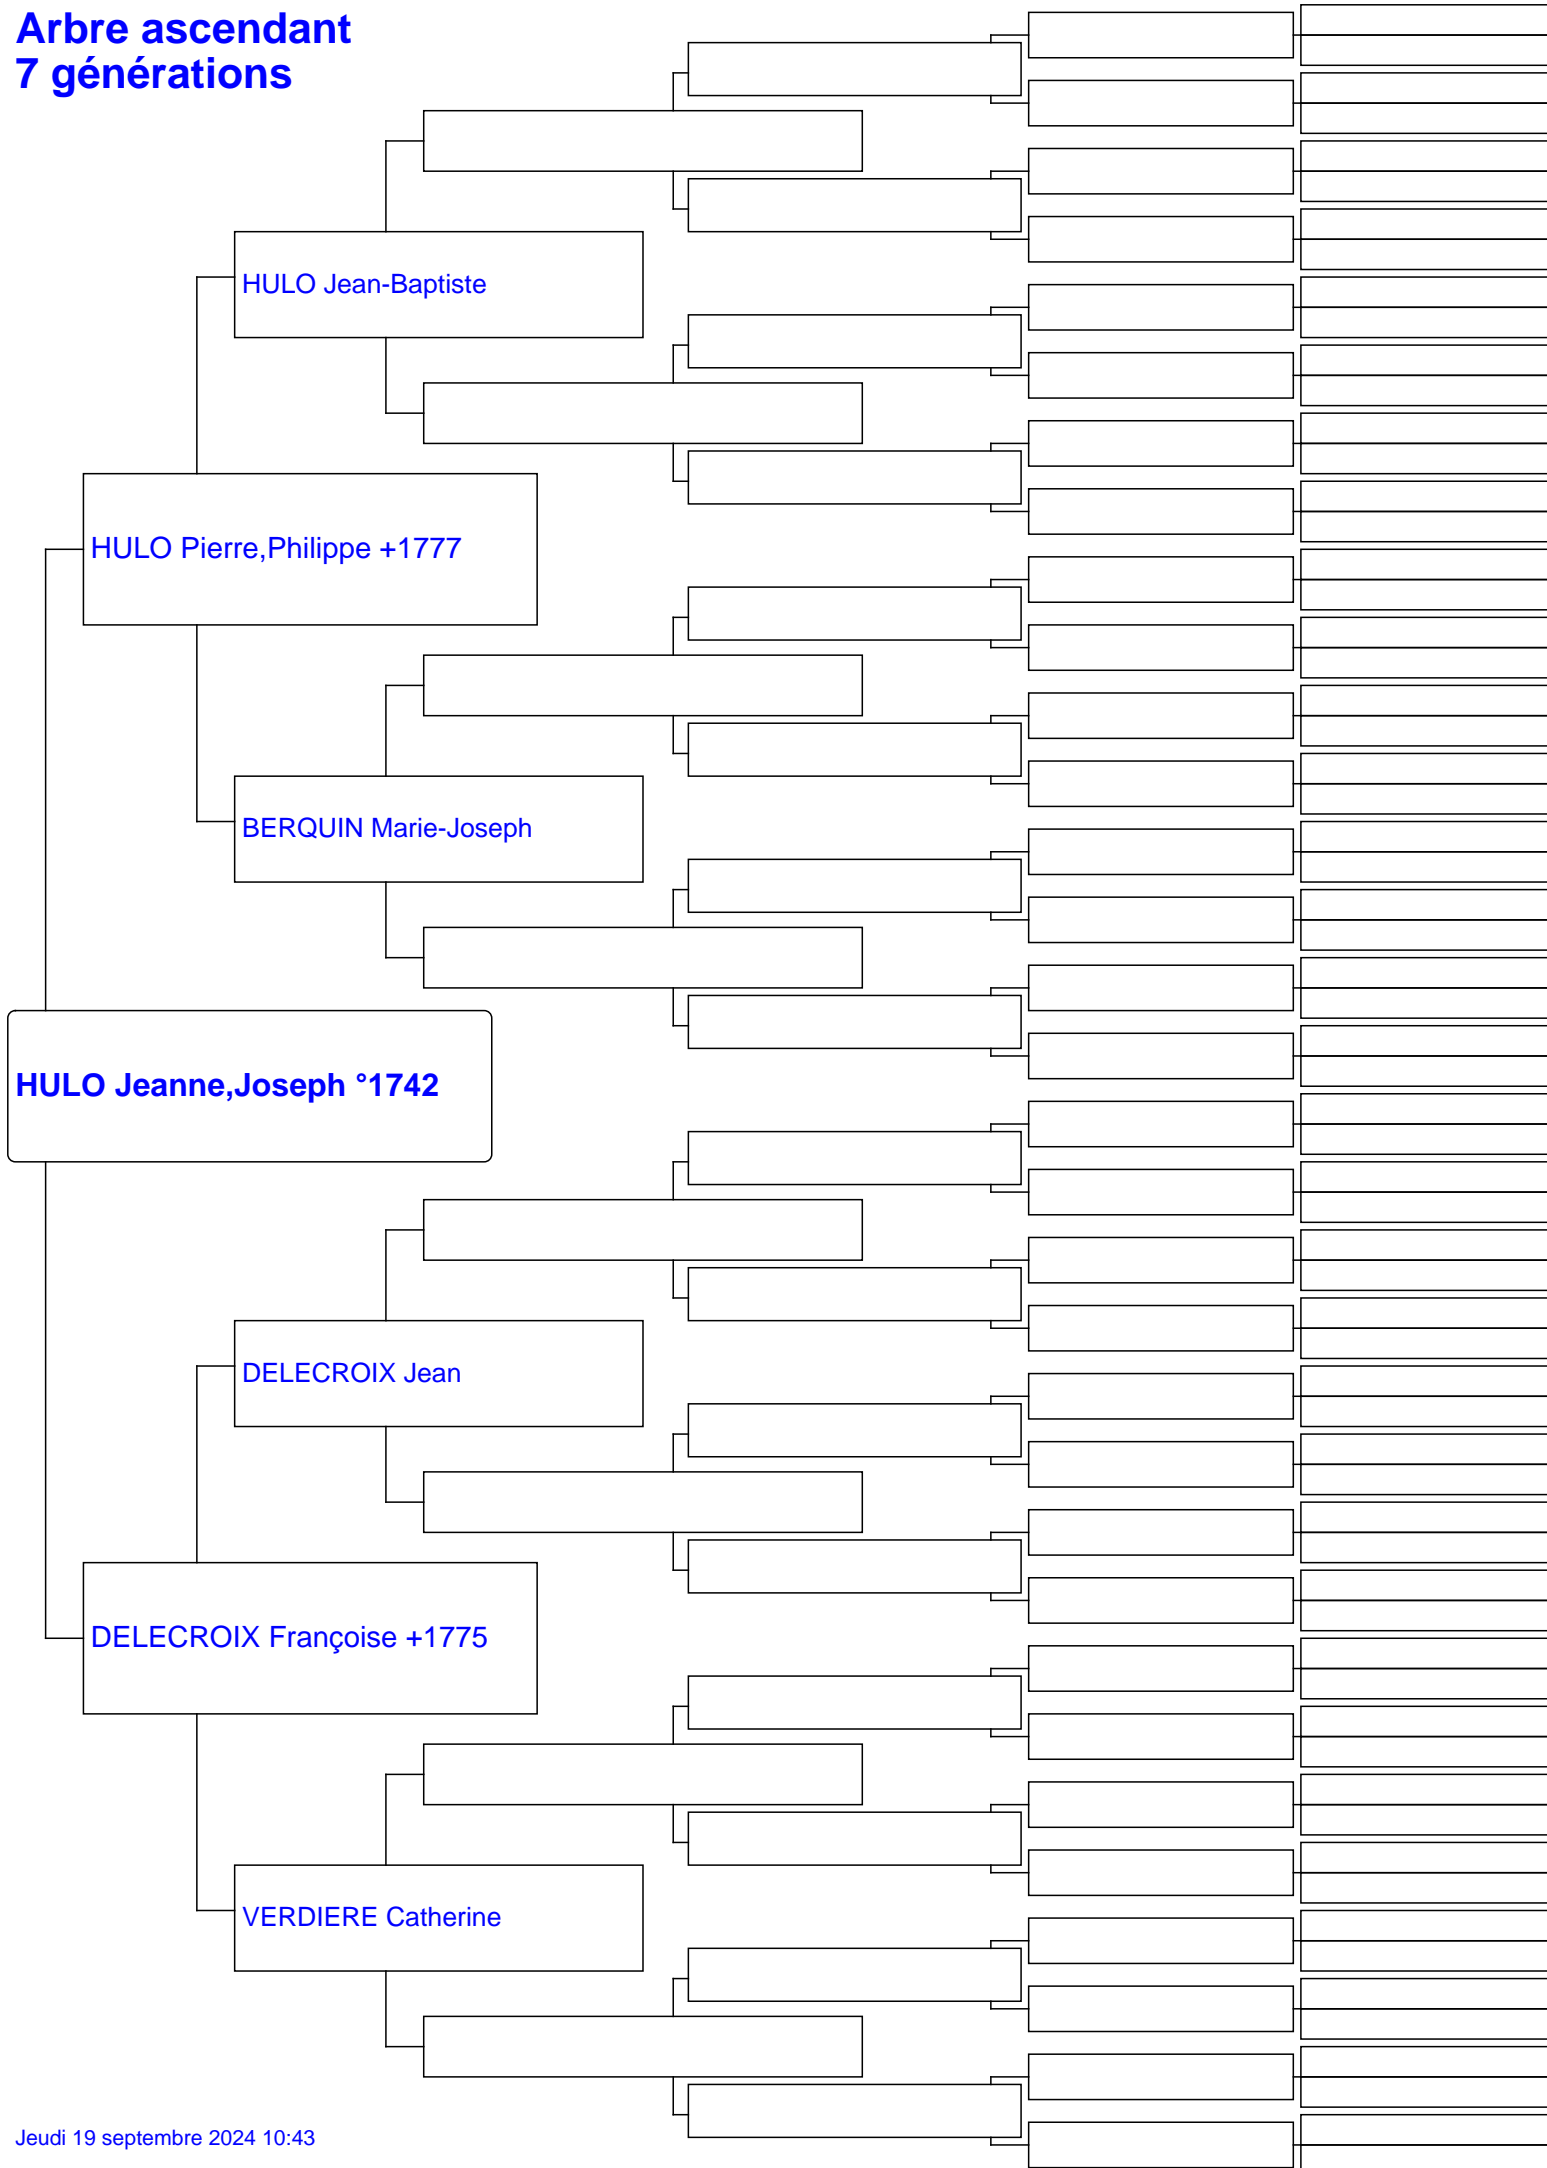 Arbre ascendant
7 générations
HULO Jean-Baptiste
HULO Pierre,Philippe +1777
BERQUIN Marie-Joseph
HULO Jeanne,Joseph °1742
DELECROIX Jean
DELECROIX Françoise +1775
VERDIERE Catherine
Jeudi 19 septembre 2024 10:43